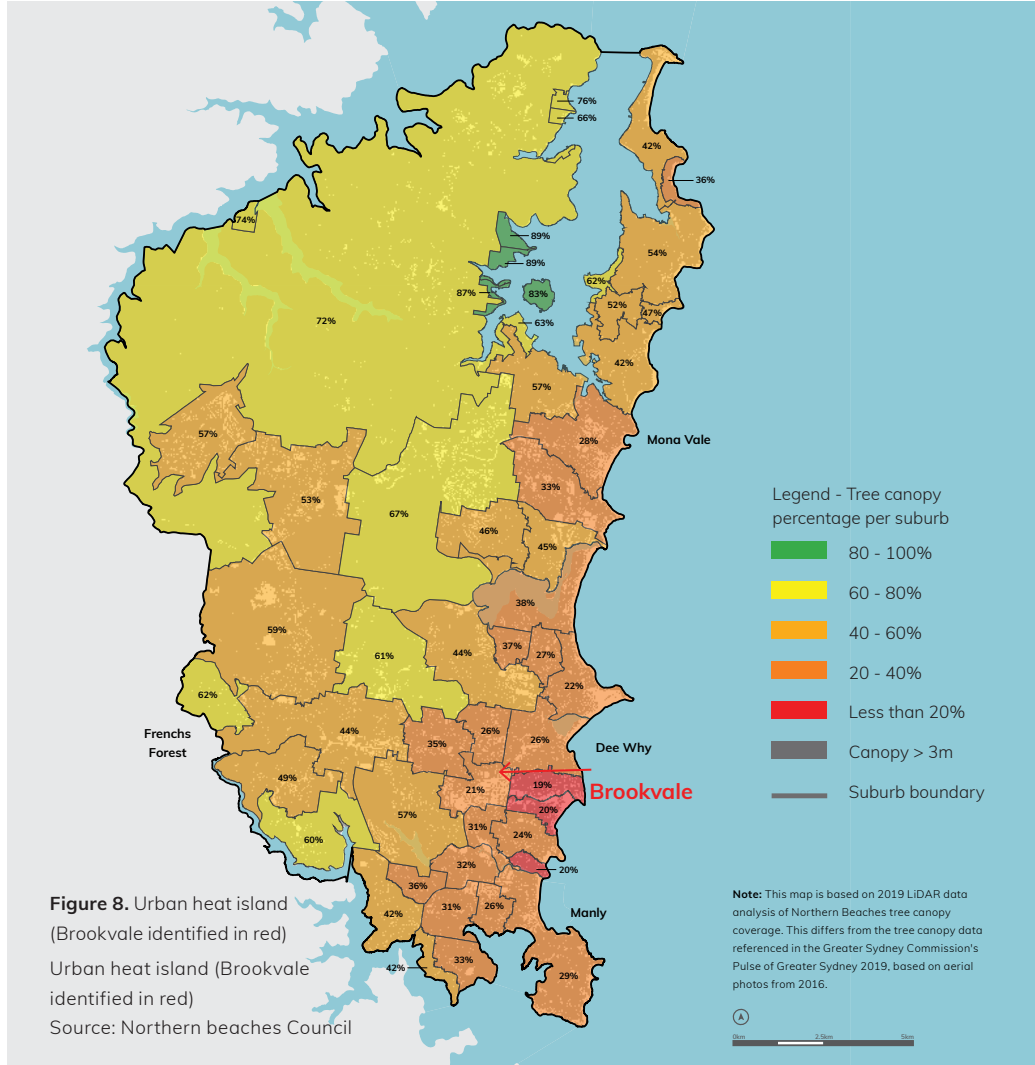 76%
66%
42%
36%
74%
89%
54%
89%
62%
87%
83%
52%
47%
72%
63%
42%
57%
57%
28%
Mona Vale
33%
53%
Legend - Tree canopy
percentage per suburb
67%
46%
45%
80 - 100%
60 - 80%
38%
59%
40 - 60%
37%
27%
61%
44%
20 - 40%
22%
62%
Less than 20%
Frenchs
Forest
44%
35%
26%
26%
Dee Why
Canopy > 3m
49%
21%
19%
Brookvale
Suburb boundary
20%
57%
31%
24%
60%
32%
20%
36%
Figure 8. Urban heat island
(Brookvale identified in red)
42%
31%
26%
Manly
Note: This map is based on 2019 LiDAR data
analysis of Northern Beaches tree canopy
coverage. This differs from the tree canopy data
referenced in the Greater Sydney Commission's
Pulse of Greater Sydney 2019, based on aerial
photos from 2016.
Urban heat island (Brookvale
identified in red)
Source: Northern beaches Council
42%
33%
29%
A
0km 2.5km 5km